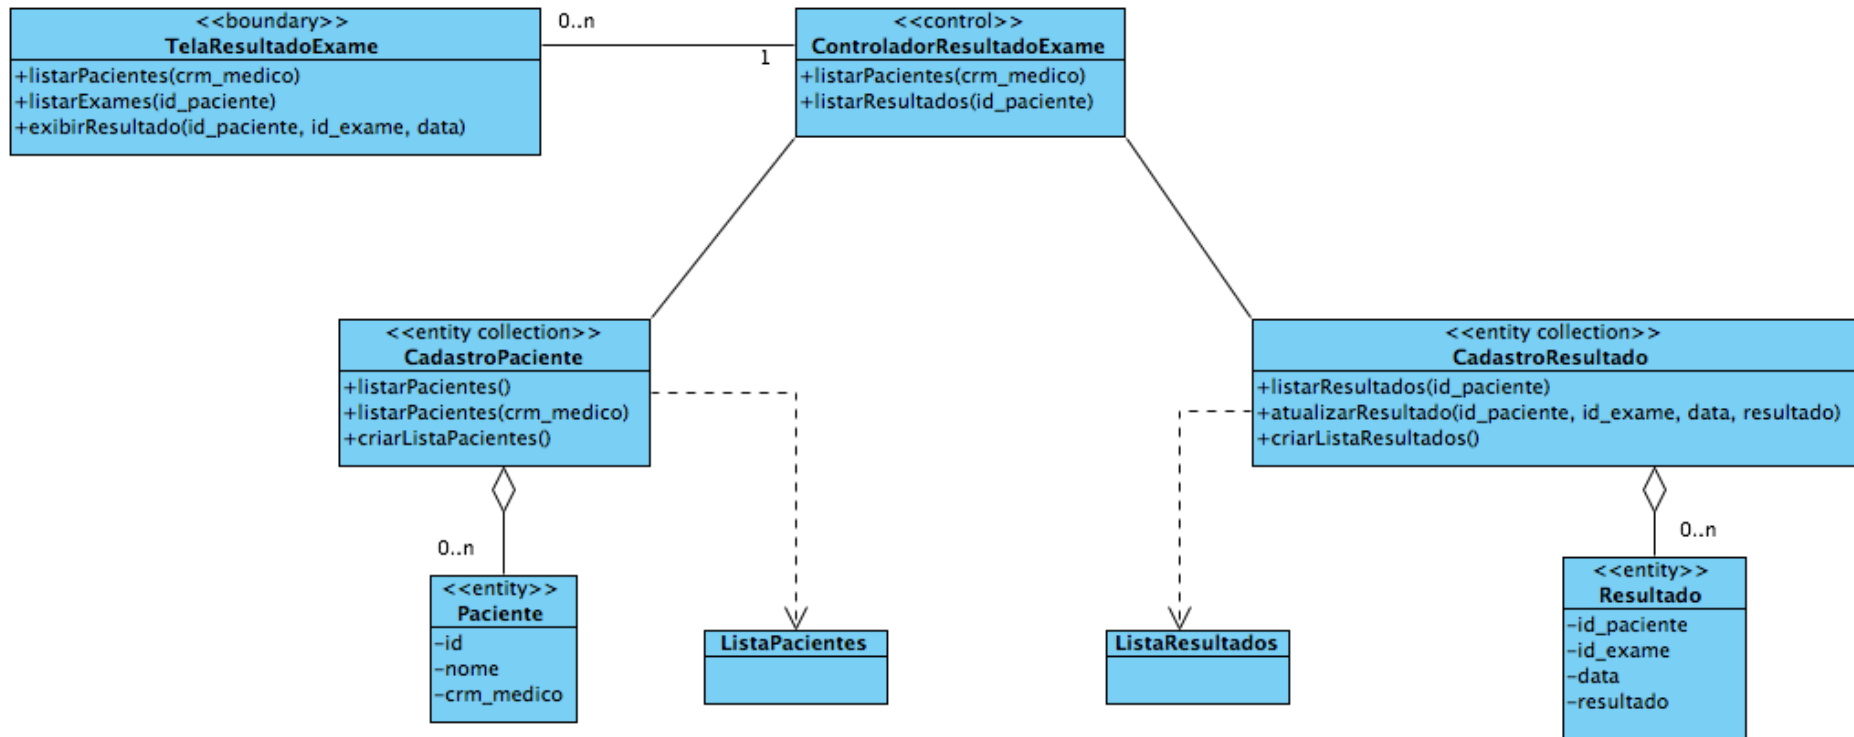 <<boundary>>
TelaResultadoExame
+listarPacientes(crm_medico)
+listarExames(id_paciente)
+exibirResultado(id_paciente, id_exame, data)
0..n
1
<<control>>
ControladorResultadoExame
+listarPacientes(crm_medico)
+listarResultados(id_paciente)
<<entity collection>>
CadastroPaciente
+listarPacientes()
+listarPacientes(crm_medico)
+criarListaPacientes()
<<entity collection>>
CadastroResultado
+listarResultados(id_paciente)
+atualizarResultado(id_paciente, id_exame, data, resultado)
+criarListaResultados()
0..n
<<entity>>
Paciente
-id
-nome
-crm_medico
ListaPacientes
ListaResultados
0..n
<<entity>>
Resultado
-id_paciente
-id_exame
-data
-resultado